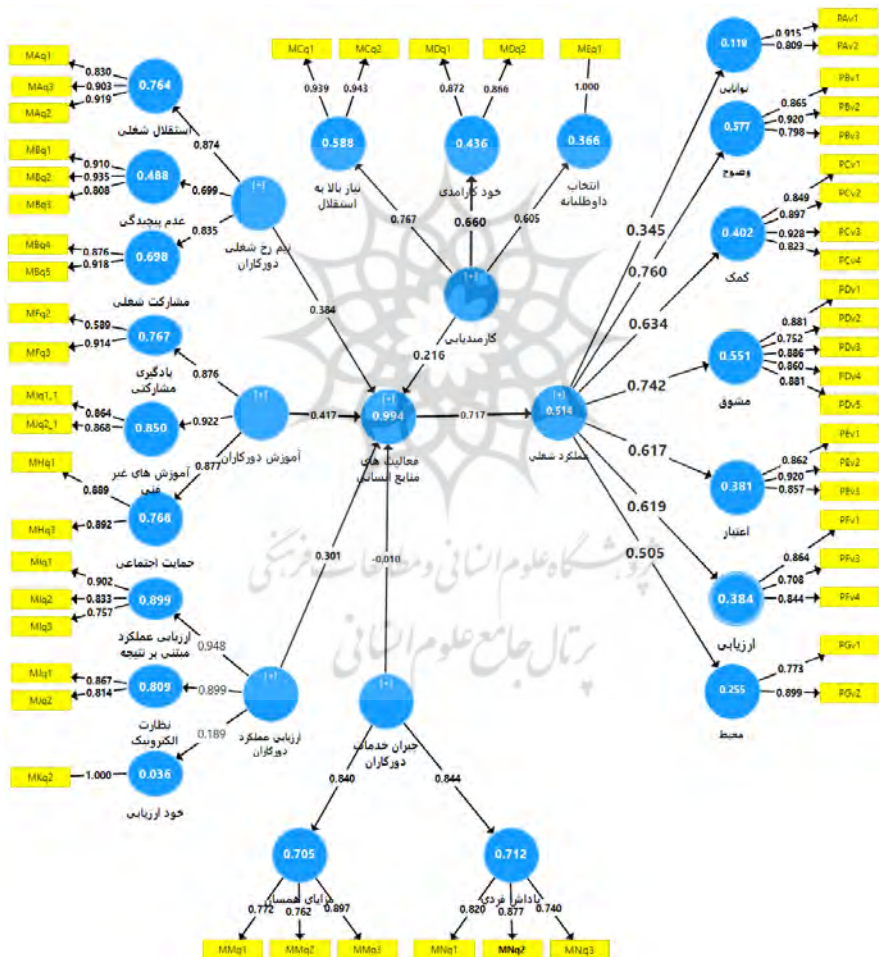 MAq1
MAq3
MAq2
0.830
0.903
0.919
0.764
استقلال شغلی
MBq1
MBq2
MBq3
0.910
0.935
0.808
0.488
عدم پیچیدگی
MBq4
MBq5
0.876
0.918
0.698
مشارکت شغلی
0.874
0.699
0.835
[+]
نیم رخ شغلی
دورکاران
0.384
MFq2
MFq3
0.589
0.914
0.767
یادگیری
مشارکتی
MJq1_1
MJq2_1
0.864
0.868
0.850
آموزش های غیر
فنی
MHq1
MHq3
0.889
0.892
0.766
حمایت اجتماعی
0.876
0.922
0.877
[+]
آموزش دورکاران
0.417
MIq1
MIq2
MIq3
0.902
0.833
0.757
0.899
ارزیابی عملکرد
مبتنی بر نتیجه
MJq1
MJq2
0.867
0.814
0.809
نظارت
الکترونیک
MKq2
1.000
0.036
خود ارزیابی
0.948
0.899
0.189
[+]
ارزیابی عملکرد
دورکاران
0.301
MCq1
MCq2
MDq1
MDq2
MEq1
0.939
0.943
0.872
0.866
1.000
0.588
0.436
0.366
نیاز بالا به
استقلال
خود کارامدی
انتخاب
داوطلبانه
0.767
0.660
0.605
[+]
کارمندیابی
0.216
[+]
0.994
فعالیت های
منابع انسانی
0.717
[+]
0.514
عملکرد شغلی
-0.010
[+]
جبران خدمات
دورکاران
0.840
0.844
0.705
0.712
مزایای همسان
پاداش فردی
0.772
0.762
0.897
0.820
0.877
0.740
MMq1
MMq2
MMq3
MNq1
MNq2
MNq3
0.345
0.760
0.634
0.742
0.617
0.619
0.505
0.119
توانایی
0.915
0.809
PAv1
PAv2
0.577
وضوح
0.865
0.920
0.798
PBv1
PBv2
PBv3
0.402
کمک
0.849
0.897
0.928
0.823
PCv1
PCv2
PCv3
PCv4
0.551
مشوق
0.881
0.752
0.886
0.860
0.881
PDv1
PDv2
PDv3
PDv4
PDv5
0.381
اعتبار
0.862
0.920
0.857
PEv1
PEv2
PEv3
0.384
ارزیابی
0.864
0.708
0.844
PFv1
PFv3
PFv4
0.255
محیط
0.773
0.899
PGv1
PGv2
پژوهشگاه علوم انسانی و مطالعات فرهنگی
پرتال جامع علوم انسانی